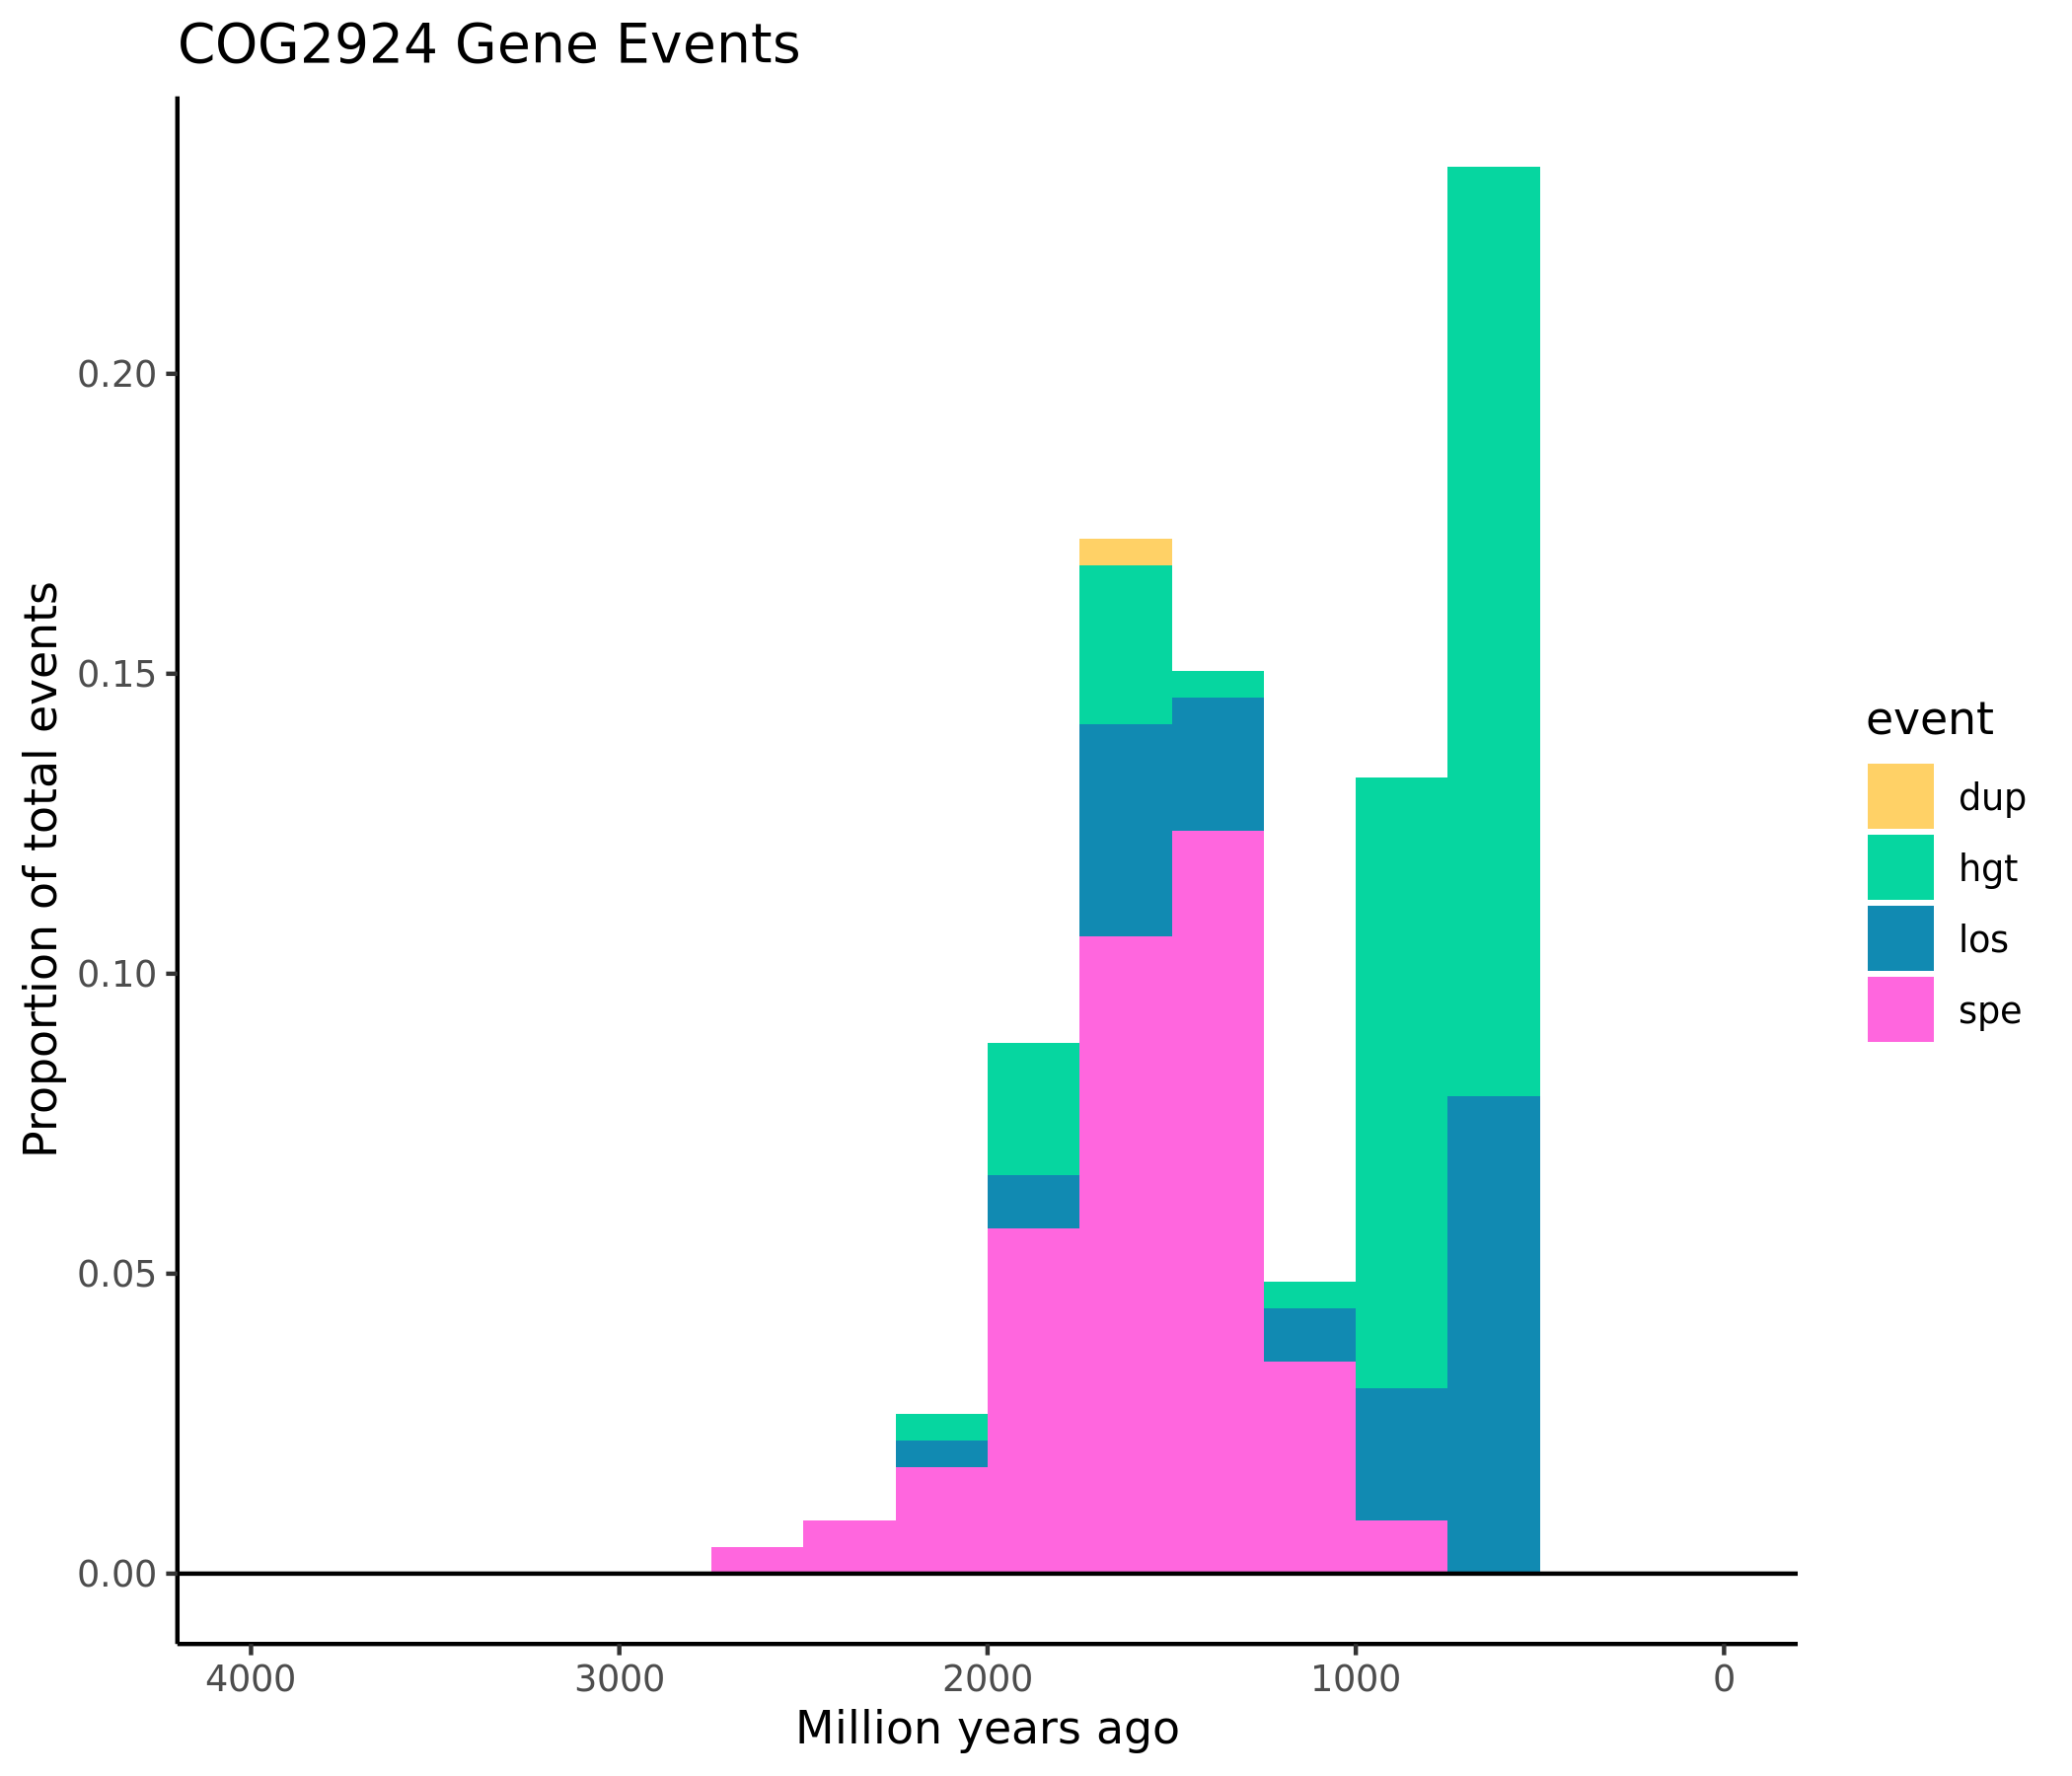 COG2924 Gene Events
Proportion of total events
0.20
0.15
0.10
0.05
0.00
4000 3000 2000 1000 0
Million years ago
event
dup
hgt
los
spe